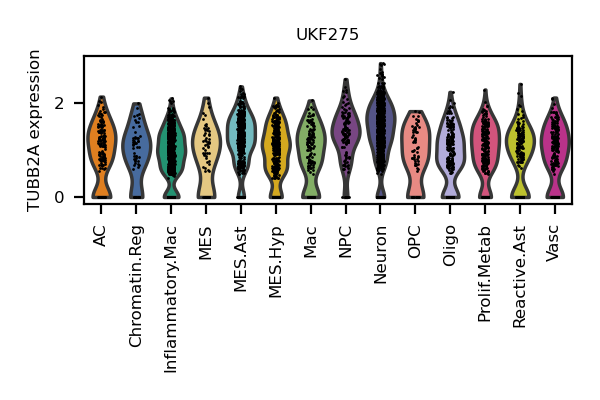 UKF275
TUBB2A expression
2
0
AC
Chromatin.Reg
Inflammatory.Mac
MES
MES.Ast
MES.Hyp
Mac
NPC
Neuron
OPC
Oligo
Prolif.Metab
Reactive.Ast
Vasc